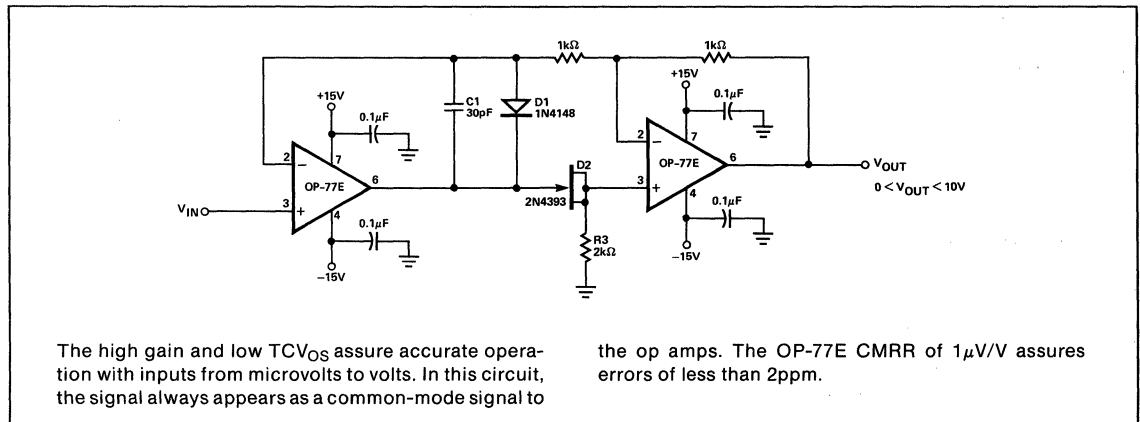 1kΩ
1kΩ
+15V
0.1μF
C1
30pF
D1
1N4148
+15V
0.1μF
2
7
OP-77E
6
3
4
VIN
0.1μF
-15V
D2
2N4393
R3
2kΩ
2
7
OP-77E
6
3
4
0.1μF
-15V
VOUT
0 < VOUT < 10V
The high gain and low TCVOS assure accurate opera-
tion with inputs from microvolts to volts. In this circuit,
the signal always appears as a common-mode signal to
the op amps. The OP-77E CMRR of 1μV/V assures
errors of less than 2ppm.